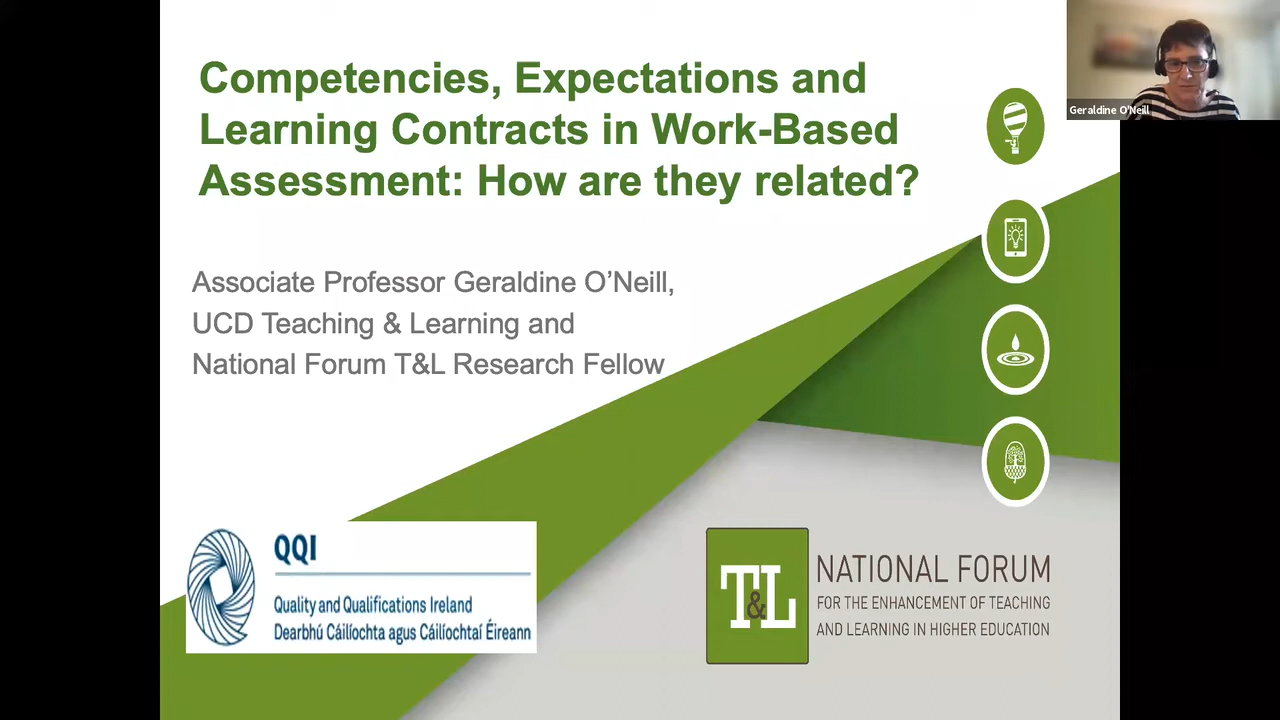 Competencies, Expectations and
Learning Contracts in Work-Based
Assessment: How are they related?
Geraldine O'Neill
Associate Professor Geraldine O’Neill,
UCD Teaching & Learning and
National Forum T&L Research Fellow
QQI
Quality and Qualifications Ireland
Dearbhú Cáilíochta agus Cáilíochtaí Éireann
T&L
NATIONAL FORUM
FOR THE ENHANCEMENT OF TEACHING
AND LEARNING IN HIGHER EDUCATION